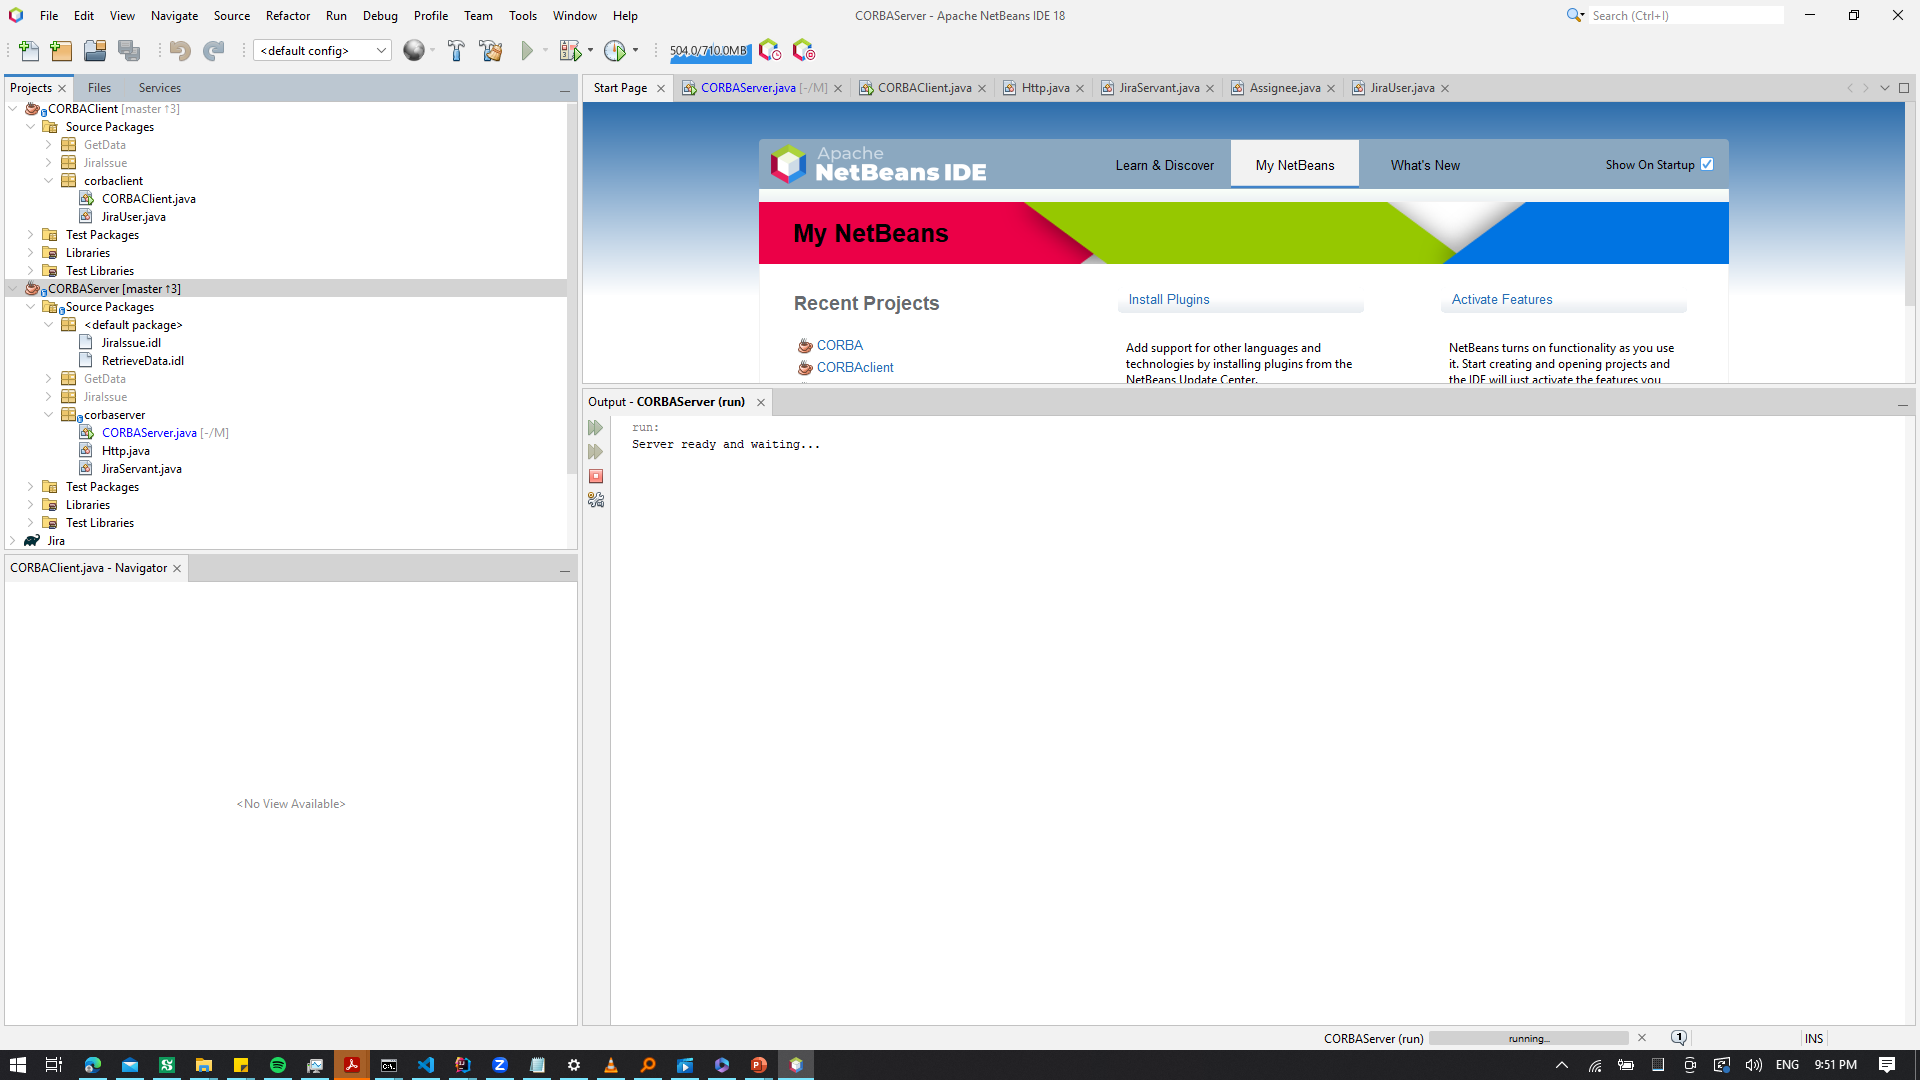 File Edit View Navigate Source Refactor Run Debug Profile Team Tools Window Help
CORBAServer - Apache NetBeans IDE 18
Search (Ctrl+I)
<default config>
504.0/710.0MB
Projects Files Services
CORBAClient [master ↑3]
Source Packages
GetData
JiraIssue
corbaclient
CORBAClient.java
JiraUser.java
Test Packages
Libraries
Test Libraries
CORBAServer [master ↑3]
Source Packages
<default package>
JiraIssue.idl
RetrieveData.idl
GetData
JiraIssue
corbaserver
CORBAServer.java [-/M]
Http.java
JiraServant.java
Test Packages
Libraries
Test Libraries
Jira
CORBAClient.java - Navigator
<No View Available>
Start Page CORBAServer.java [-/M] CORBAClient.java Http.java JiraServant.java Assignee.java JiraUser.java
Apache
NetBeans IDE
Learn & Discover My NetBeans What's New Show On Startup
My NetBeans
Recent Projects
CORBA
CORBAclient
Install Plugins
Add support for other languages and
technologies by installing plugins from the
NetBeans Update Center.
Activate Features
NetBeans turns on functionality as you use
it. Start creating and opening projects and
the IDE will just activate the features you
Output - CORBAServer (run)
run:
Server ready and waiting...
CORBAServer (run) running... 1 INS
ENG 9:51 PM